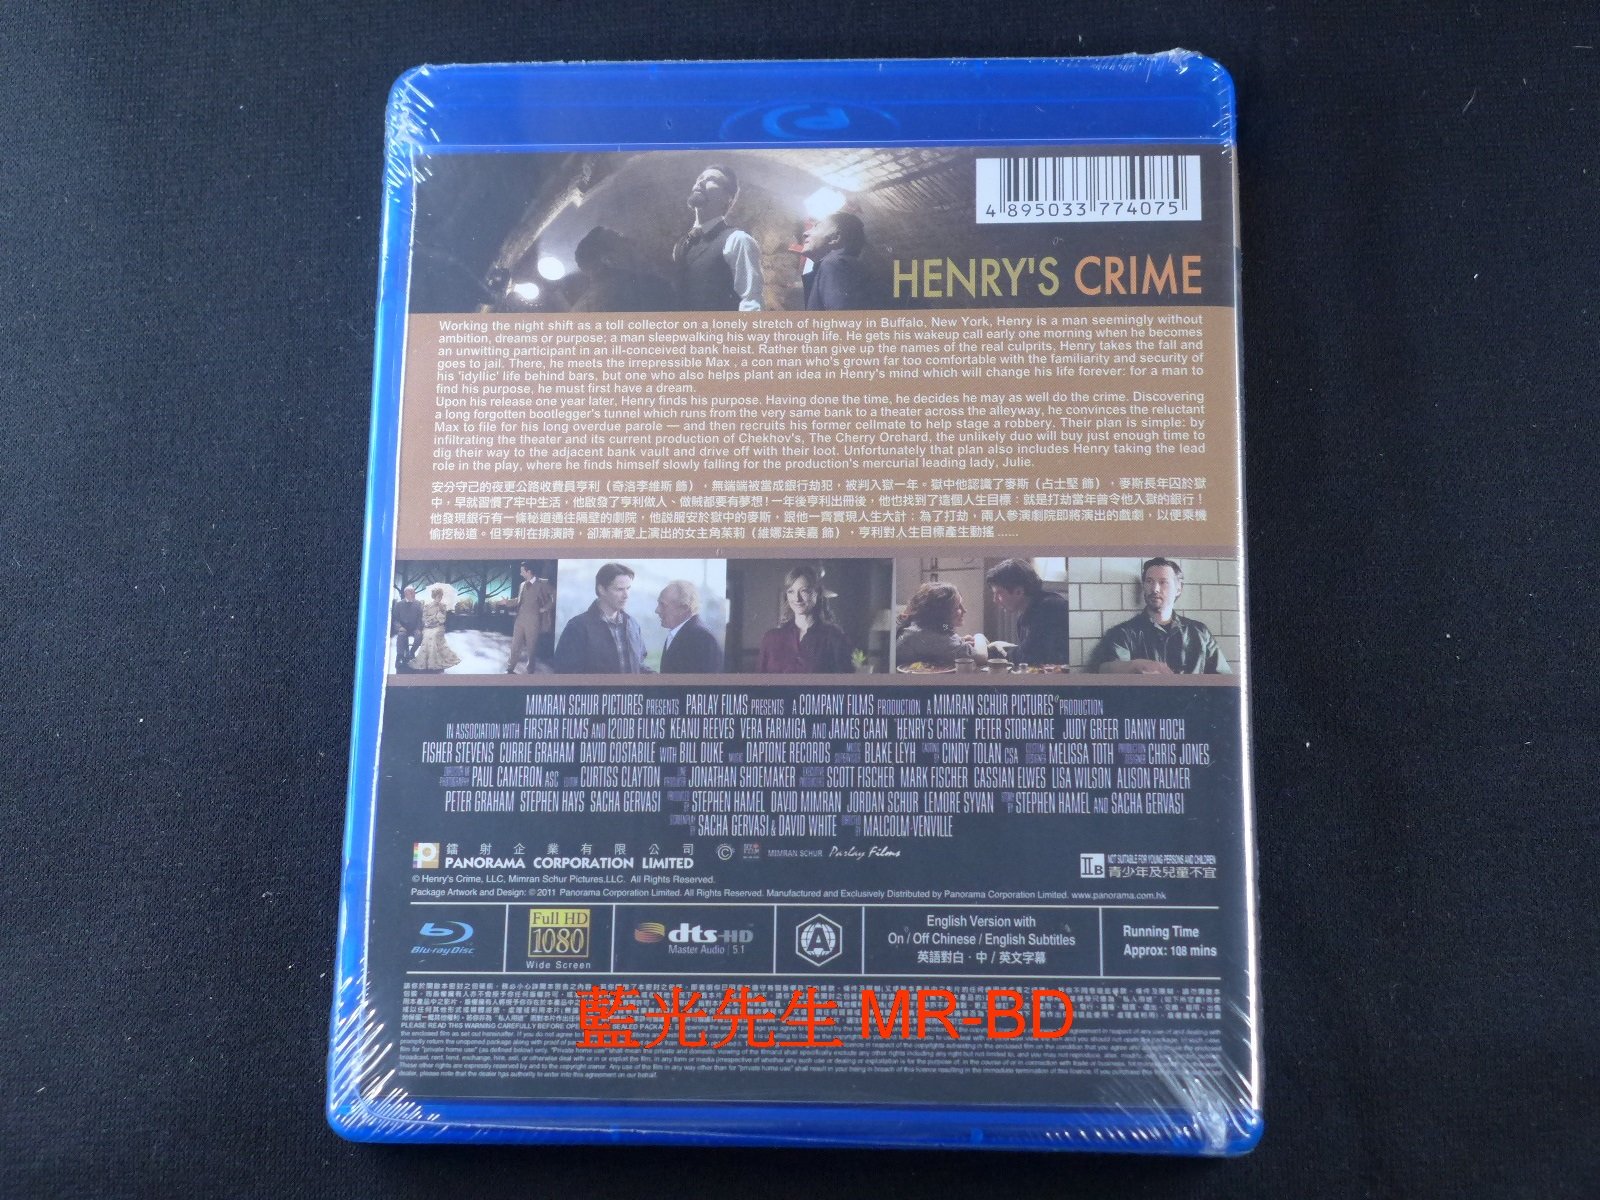 4 895033 774075
HENRY'S CRIME
Working the night shift as a toll collector on a lonely stretch of highway in Buffalo, New York, Henry is a man seemingly without
ambition, dreams or purpose; a man sleepwalking his way through life. He gets his wakeup call early one morning when he becomes
an unwitting participant in an ill-conceived bank heist. Rather than give up the names of the real culprits, Henry takes the fall and
goes to jail. There, he meets the irrepressible Max , a con man who's grown far too comfortable with the familiarity and security of
his 'idyllic' life behind bars, but one who also helps plant an idea in Henry's mind which will change his life forever: for a man to
find his purpose, he must first have a dream.
Upon his release one year later, Henry finds his purpose. Having done the time, he decides he may as well do the crime. Discovering
a long forgotten bootlegger's tunnel which runs from the very same bank to a theater across the alleyway, he convinces the reluctant
Max to file for his long overdue parole — and then recruits his former cellmate to help stage a robbery. Their plan is simple: by
infiltrating the theater and its current production of Chekhov's, The Cherry Orchard, the unlikely duo will buy just enough time to
dig their way to the adjacent bank vault and drive off with their loot. Unfortunately that plan also includes Henry taking the lead
role in the play, where he finds himself slowly falling for the production's mercurial leading lady, Julie.
安分守己的夜更公路收費員亨利（奇洛李維斯 飾），無端端被當成銀行劫犯，被判入獄一年。獄中他認識了麥斯（占士堅 飾），麥斯長年囚於獄
中，早就習慣了牢中生活，他啟發了亨利做人、做賊都要有夢想！一年後亨利出冊後，他也找到了這個人生目標：就是打劫當年曾令他入獄的銀行！
他發現銀行有一條秘道通往隔壁的劇院，他説服安於獄中的麥斯，跟他一齊實現人生大計：為了打劫，兩人參演劇院即將演出的戲劇，以便乘機
偷挖秘道。但亨利在排演時，卻漸漸愛上演出的女主角茱莉（維娜法美嘉 飾），亨利對人生目標產生動搖......
MIMRAN SCHUR PICTURES PRESENTS PARLAY FILMS PRESENTS A COMPANY FILMS PRODUCTION A MIMRAN SCHUR PICTURES PRODUCTION
IN ASSOCIATION WITH FIRSTAR FILMS AND 120DB FILMS KEANU REEVES VERA FARMIGA AND JAMES CAAN "HENRY'S CRIME" PETER STORMARE JUDY GREER DANNY HOCH
FISHER STEVENS CURRIE GRAHAM DAVID COSTABILE WITH BILL DUKE MUSIC DAPTONE RECORDS MUSIC SUPERVISOR BLAKE LEYH CASTING BY CINDY TOLAN CSA COSTUME DESIGNER MELISSA TOTH PRODUCTION DESIGNER CHRIS JONES
DIRECTOR OF PHOTOGRAPHY PAUL CAMERON ASC EDITOR CURTISS CLAYTON LINE PRODUCER JONATHAN SHOEMAKER EXECUTIVE PRODUCERS SCOTT FISCHER MARK FISCHER CASSIAN ELWES LISA WILSON ALISON PALMER
PETER GRAHAM STEPHEN HAYS SACHA GERVASI PRODUCED BY STEPHEN HAMEL DAVID MIMRAN JORDAN SCHUR LEMORE SYVAN STORY BY STEPHEN HAMEL AND SACHA GERVASI
SCREENPLAY BY SACHA GERVASI & DAVID WHITE DIRECTED BY MALCOLM VENVILLE
鐳射企業有限公司
PANORAMA CORPORATION LIMITED
MIMRAN SCHUR Parlay Films
IIB NOT SUITABLE FOR YOUNG PERSONS AND CHILDREN
青少年及兒童不宜
© Henry's Crime, LLC, Mimran Schur Pictures.LLC. All Rights Reserved.
Package Artwork and Design: © 2011 Panorama Corporation Limited. All Rights Reserved. Manufactured and Exclusively Distributed by Panorama Corporation Limited. www.panorama.com.hk
Blu-ray Disc
Full HD
1080
Wide Screen
dts-HD
Master Audio 5.1
A
English Version with
On / Off Chinese / English Subtitles
英語對白．中 / 英文字幕
Running Time
Approx: 108 mins
藍光先生 MR-BD